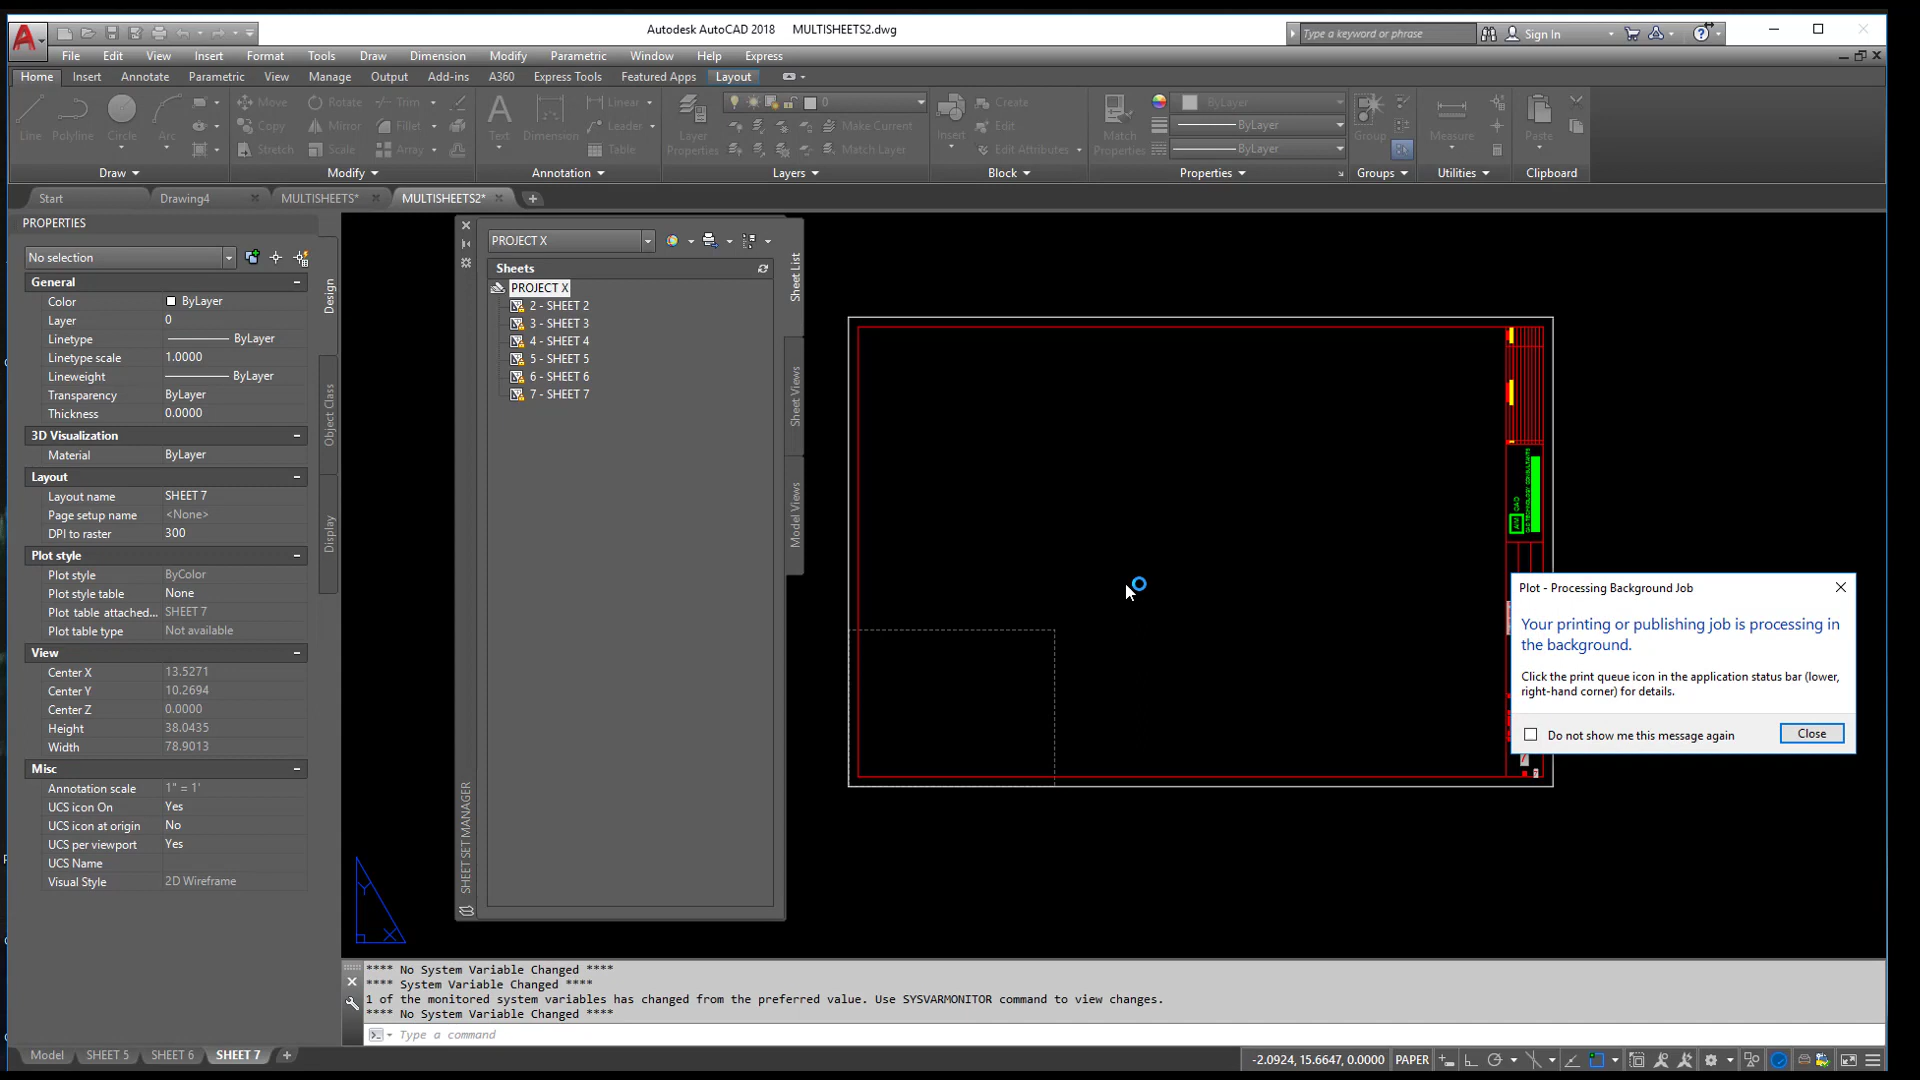 Autodesk AutoCAD 2018 MULTISHEETS2.dwg
Type a keyword or phrase
Sign In
File Edit View Insert Format Tools Draw Dimension Modify Parametric Window Help Express
Home Insert Annotate Parametric View Manage Output Add-ins A360 Express Tools Featured Apps Layout
Line Polyline Circle Arc
Move Rotate Trim
Copy Mirror Fillet
Stretch Scale Array
Text Dimension
Linear
Leader
Table
Layer Properties
0
Make Current
Match Layer
Insert
Create
Edit
Edit Attributes
Match Properties
ByLayer
ByLayer
ByLayer
Group
Measure
Paste
Draw Modify Annotation Layers Block Properties Groups Utilities Clipboard
Start Drawing4 MULTISHEETS* MULTISHEETS2*
PROPERTIES
No selection
General
Color ByLayer
Layer 0
Linetype ByLayer
Linetype scale 1.0000
Lineweight ByLayer
Transparency ByLayer
Thickness 0.0000
3D Visualization
Material ByLayer
Layout
Layout name SHEET 7
Page setup name <None>
DPI to raster 300
Plot style
Plot style ByColor
Plot style table None
Plot table attached... SHEET 7
Plot table type Not available
View
Center X 13.5271
Center Y 10.2694
Center Z 0.0000
Height 38.0435
Width 78.9013
Misc
Annotation scale 1" = 1'
UCS icon On Yes
UCS icon at origin No
UCS per viewport Yes
UCS Name
Visual Style 2D Wireframe
Design
Object Class
Display
PROJECT X
Sheets
PROJECT X
2 - SHEET 2
3 - SHEET 3
4 - SHEET 4
5 - SHEET 5
6 - SHEET 6
7 - SHEET 7
Sheet List
Sheet Views
Model Views
SHEET SET MANAGER
Y
X
Plot - Processing Background Job
Your printing or publishing job is processing in
the background.
Click the print queue icon in the application status bar (lower,
right-hand corner) for details.
Do not show me this message again
Close
**** No System Variable Changed ****
**** System Variable Changed ****
1 of the monitored system variables has changed from the preferred value. Use SYSVARMONITOR command to view changes.
**** No System Variable Changed ****
Type a command
Model SHEET 5 SHEET 6 SHEET 7
-2.0924, 15.6647, 0.0000 PAPER